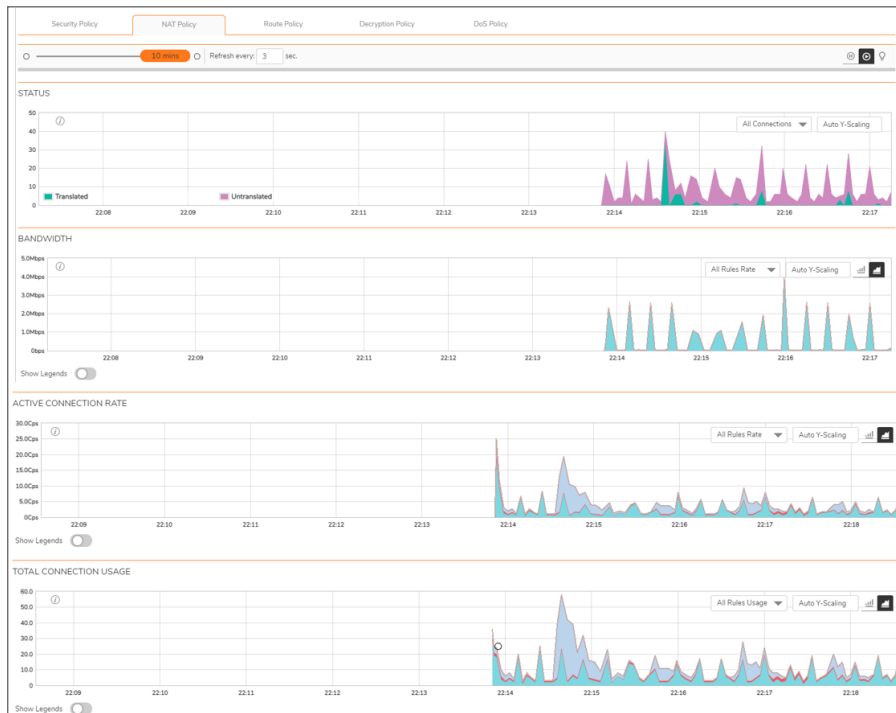 Security Policy NAT Policy Route Policy Decryption Policy DoS Policy
10 mins Refresh every: 3 sec.
STATUS
50
40
30
20
10
0
All Connections Auto Y-Scaling
Translated Untranslated
22:08 22:09 22:10 22:11 22:12 22:13 22:14 22:15 22:16 22:17
BANDWIDTH
5.0Mbps
4.0Mbps
3.0Mbps
2.0Mbps
1.0Mbps
0bps
All Rules Rate Auto Y-Scaling
22:08 22:09 22:10 22:11 22:12 22:13 22:14 22:15 22:16 22:17
Show Legends
ACTIVE CONNECTION RATE
30.0Cps
25.0Cps
20.0Cps
15.0Cps
10.0Cps
5.0Cps
0Cps
All Rules Rate Auto Y-Scaling
22:09 22:10 22:11 22:12 22:13 22:14 22:15 22:16 22:17 22:18
Show Legends
TOTAL CONNECTION USAGE
60.0
50.0
40.0
30.0
20.0
10.0
0
All Rules Usage Auto Y-Scaling
22:09 22:10 22:11 22:12 22:13 22:14 22:15 22:16 22:17 22:18
Show Legends